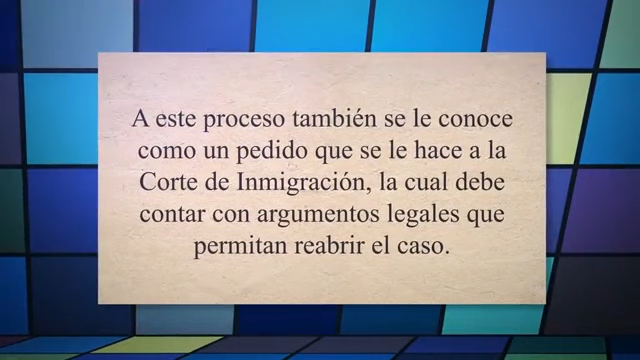 A este proceso también se le conoce
como un pedido que se le hace a la
Corte de Inmigración, la cual debe
contar con argumentos legales que
permitan reabrir el caso.